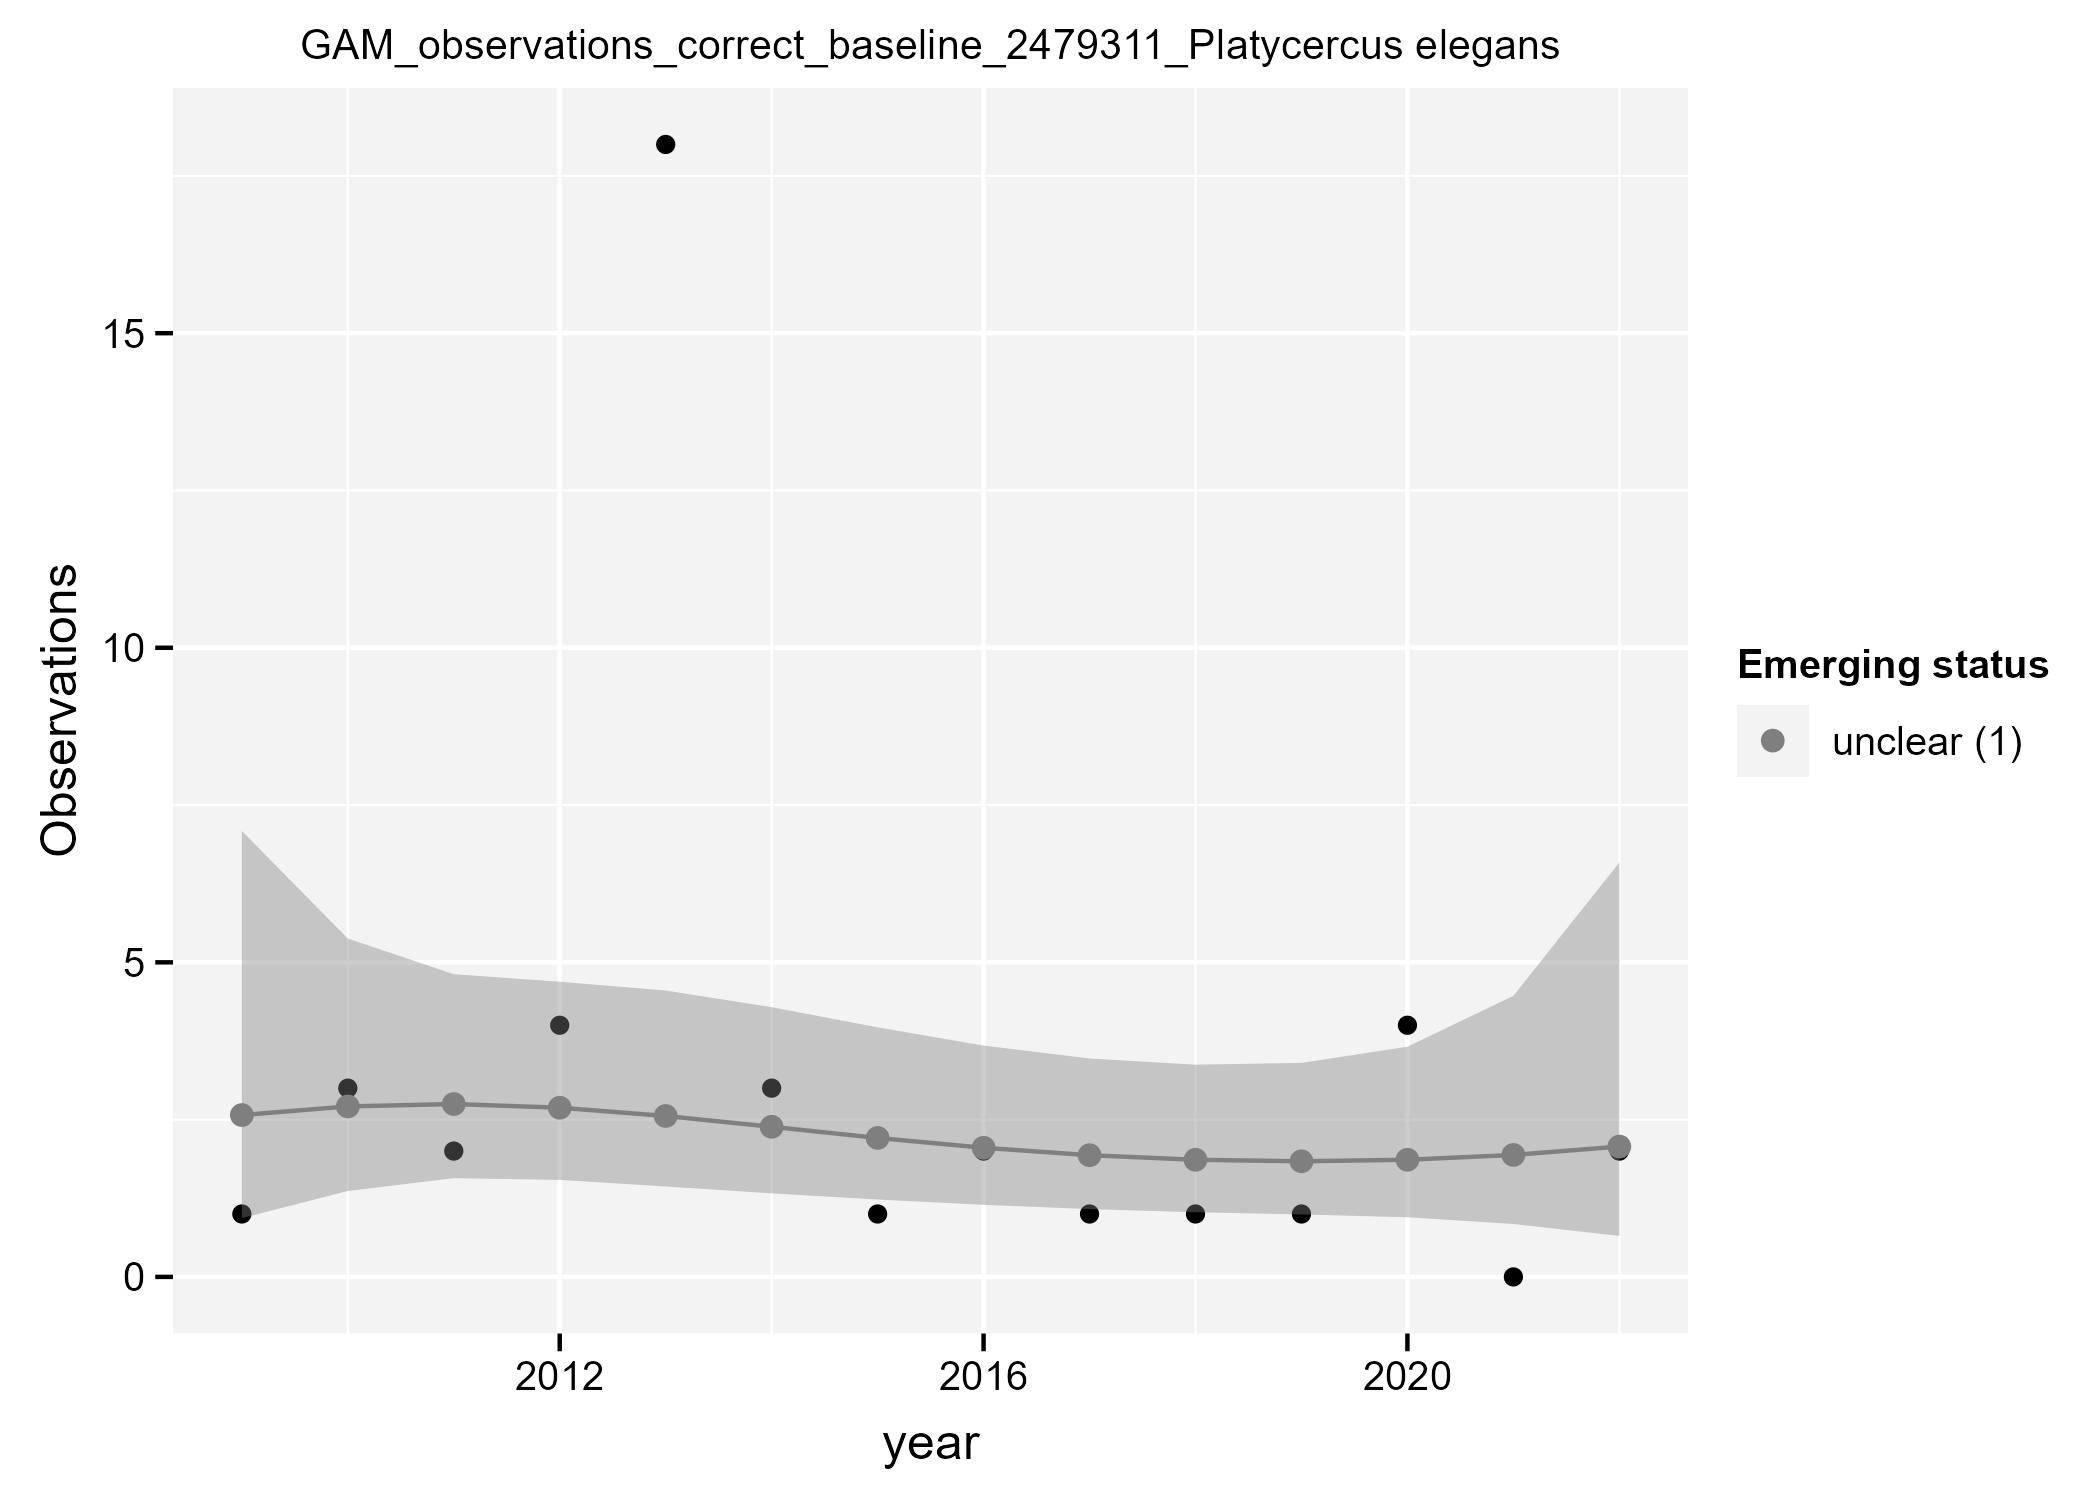 GAM_observations_correct_baseline_2479311_Platycercus elegans
Observations
15
10
5
0
2012
2016
2020
year
Emerging status
unclear (1)